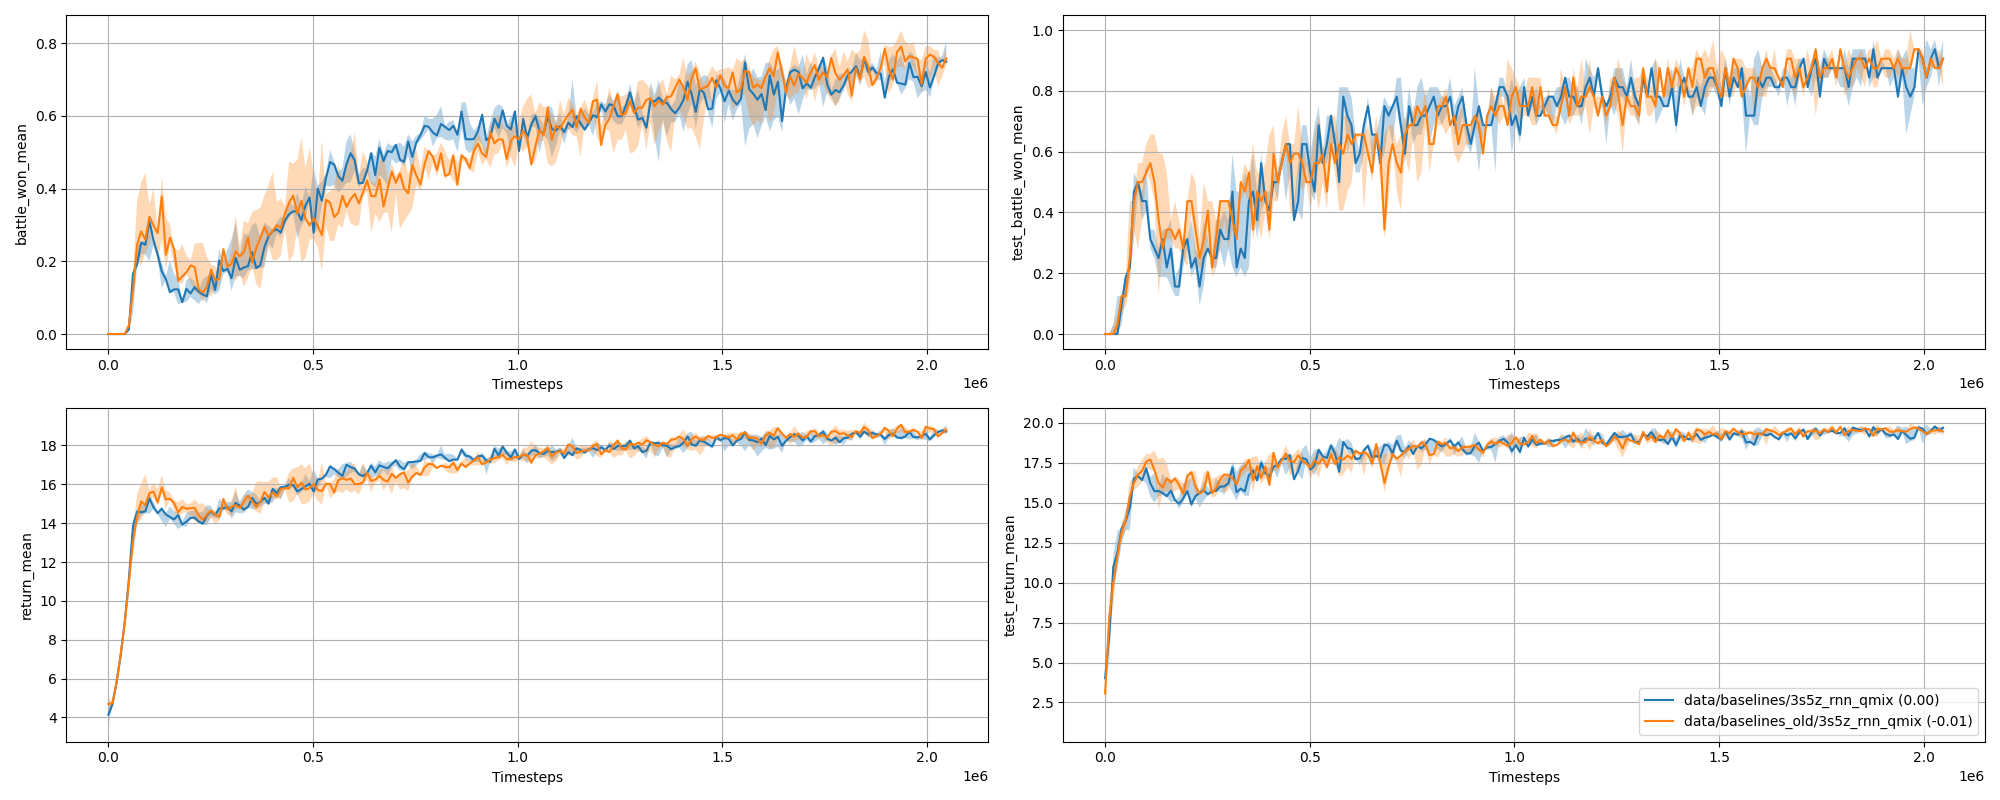 battle_won_mean
0.8
0.6
0.4
0.2
0.0
0.0 0.5 1.0 1.5 2.0
Timesteps
1e6
test_battle_won_mean
1.0
0.8
0.6
0.4
0.2
0.0
0.0 0.5 1.0 1.5 2.0
Timesteps
1e6
return_mean
18
16
14
12
10
8
6
4
0.0 0.5 1.0 1.5 2.0
Timesteps
1e6
test_return_mean
20.0
17.5
15.0
12.5
10.0
7.5
5.0
2.5
data/baselines/3s5z_rnn_qmix (0.00)
data/baselines_old/3s5z_rnn_qmix (-0.01)
0.0 0.5 1.0 1.5 2.0
Timesteps
1e6